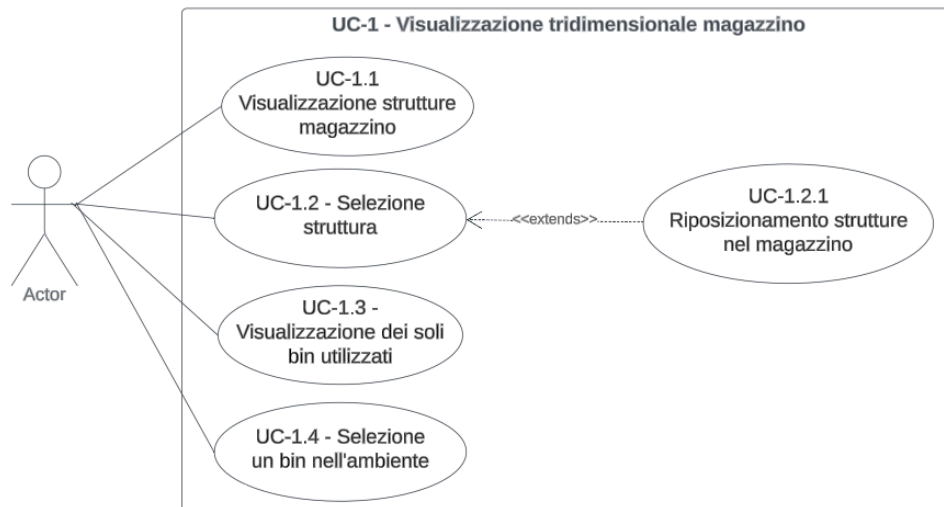 UC-1 - Visualizzazione tridimensionale magazzino
UC-1.1
Visualizzazione strutture
magazzino
UC-1.2 - Selezione
struttura
<<extends>>
UC-1.2.1
Riposizionamento strutture
nel magazzino
Actor
UC-1.3 -
Visualizzazione dei soli
bin utilizzati
UC-1.4 - Selezione
un bin nell'ambiente